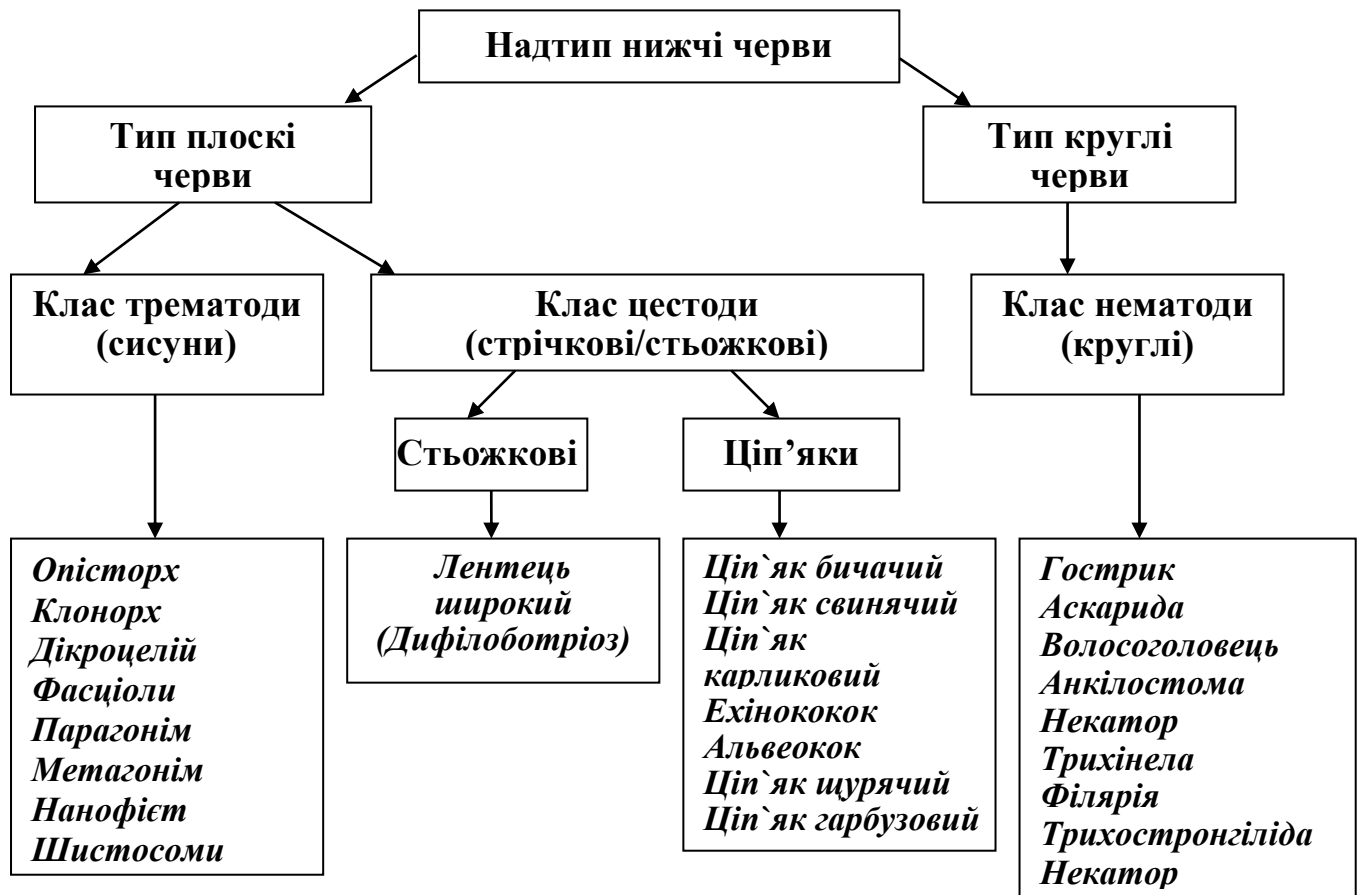 Надтип нижчі черви
Тип плоскі
черви
Тип круглі
черви
Клас трематоди
(сисуни)
Клас цестоди
(стрічкові/стьожкові)
Клас нематоди
(круглі)
Стьожкові
Ціп’яки
Опісторх
Клонорх
Дікроцелій
Фасціоли
Парагонім
Метагонім
Нанофієт
Шистосоми
Лентець
широкий
(Дифілоботріоз)
Ціп`як бичачий
Ціп`як свинячий
Ціп`як
карликовий
Ехінококок
Альвеокок
Ціп`як щурячий
Ціп`як гарбузовий
Гострик
Аскарида
Волосоголовець
Анкілостома
Некатор
Трихінела
Філярія
Трихостронгіліда
Некатор